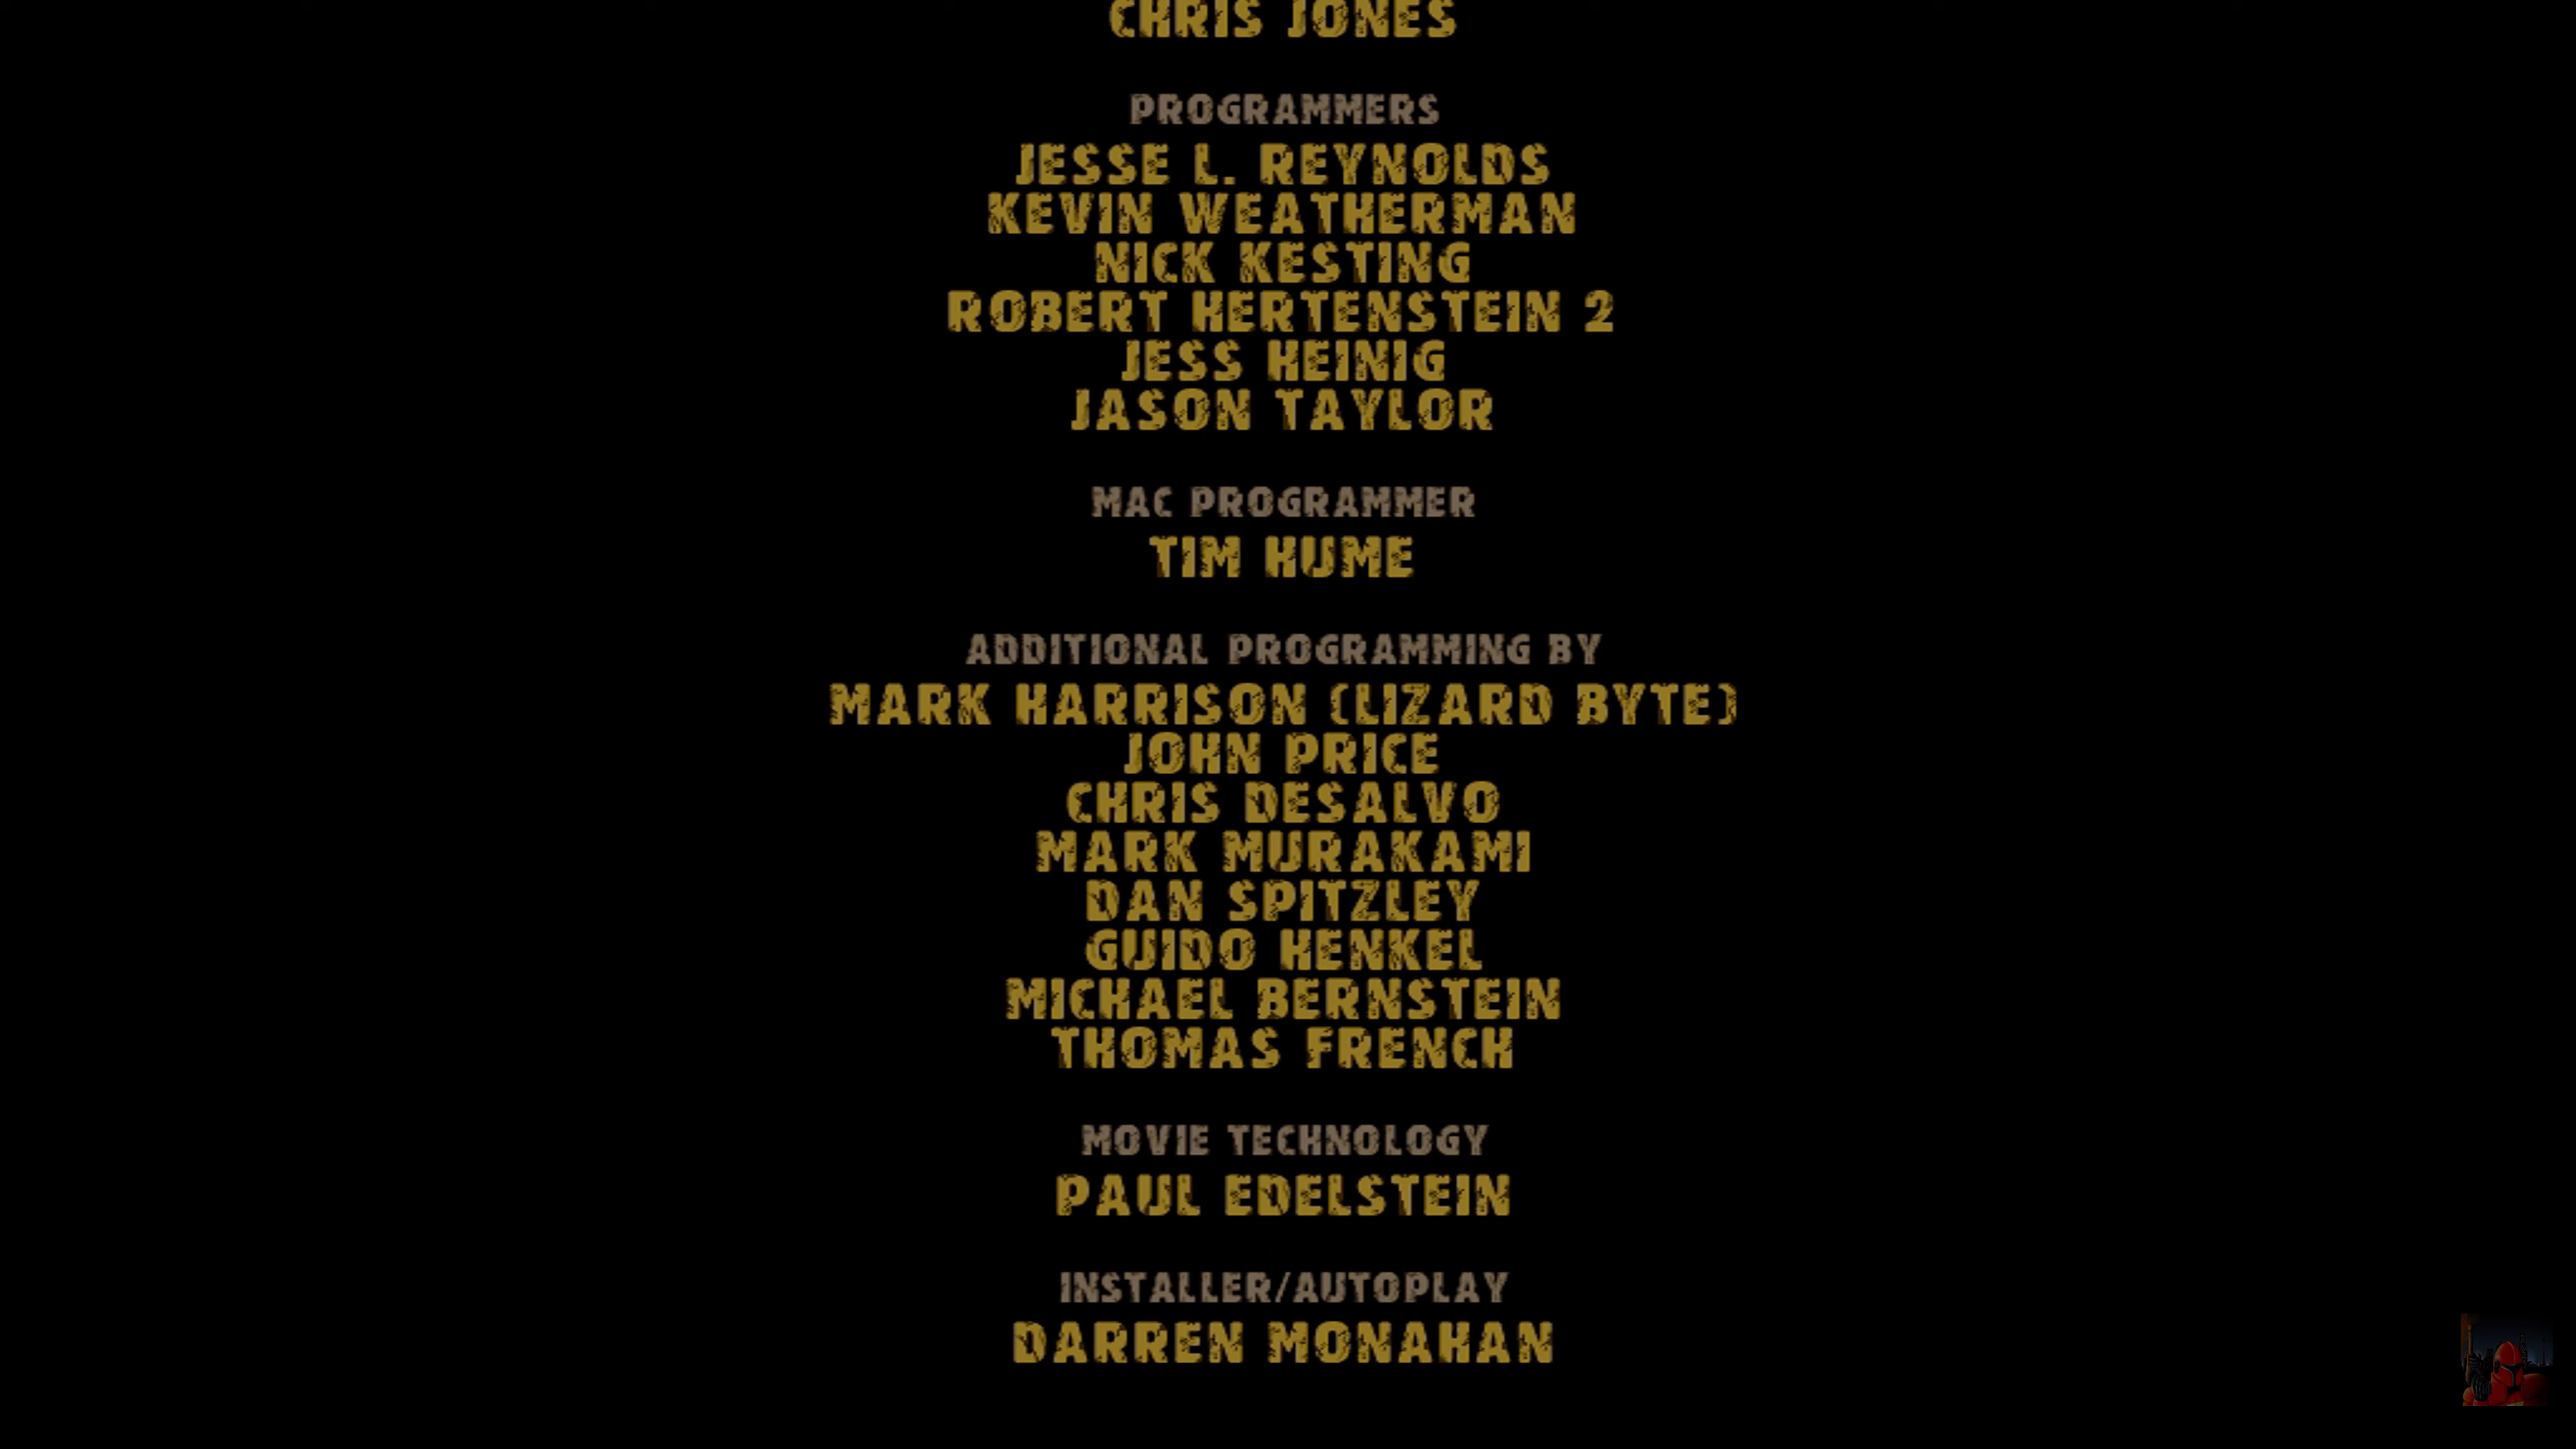 CHRIS JONES
PROGRAMMERS
JESSE L. REYNOLDS
KEVIN WEATHERMAN
NICK KESTING
ROBERT HERTENSTEIN 2
JESS HEINIG
JASON TAYLOR
MAC PROGRAMMER
TIM HUME
ADDITIONAL PROGRAMMING BY
MARK HARRISON (LIZARD BYTE)
JOHN PRICE
CHRIS DESALVO
MARK MURAKAMI
DAN SPITZLEY
GUIDO HENKEL
MICHAEL BERNSTEIN
THOMAS FRENCH
MOVIE TECHNOLOGY
PAUL EDELSTEIN
INSTALLER/AUTOPLAY
DARREN MONAHAN